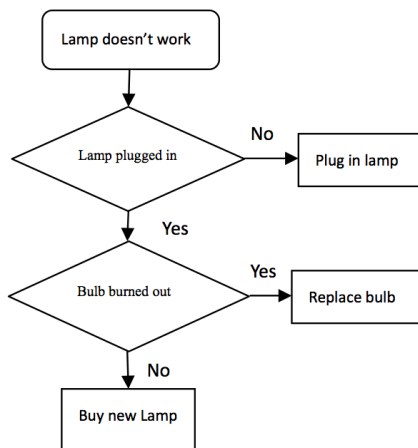 Lamp doesn’t work
Lamp plugged in
No
Plug in lamp
Yes
Bulb burned out
Yes
Replace bulb
No
Buy new Lamp